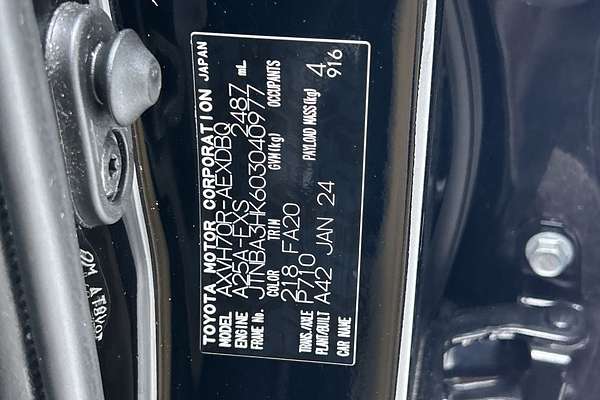 TOYOTA MOTOR CORPORATION JAPAN
MODEL AXVH70R-AEXDBQ
ENGINE A25A-FXS 2487 mL
FRAME No. JTNBA3HK603040977
COLOR TRIM GVM(kg) OCCUPANTS 4
218 FA20
TRANS./AXLE P710 PAYLOAD MASS(kg) 916
PLANT/BUILT A42 JAN 24
CAR NAME